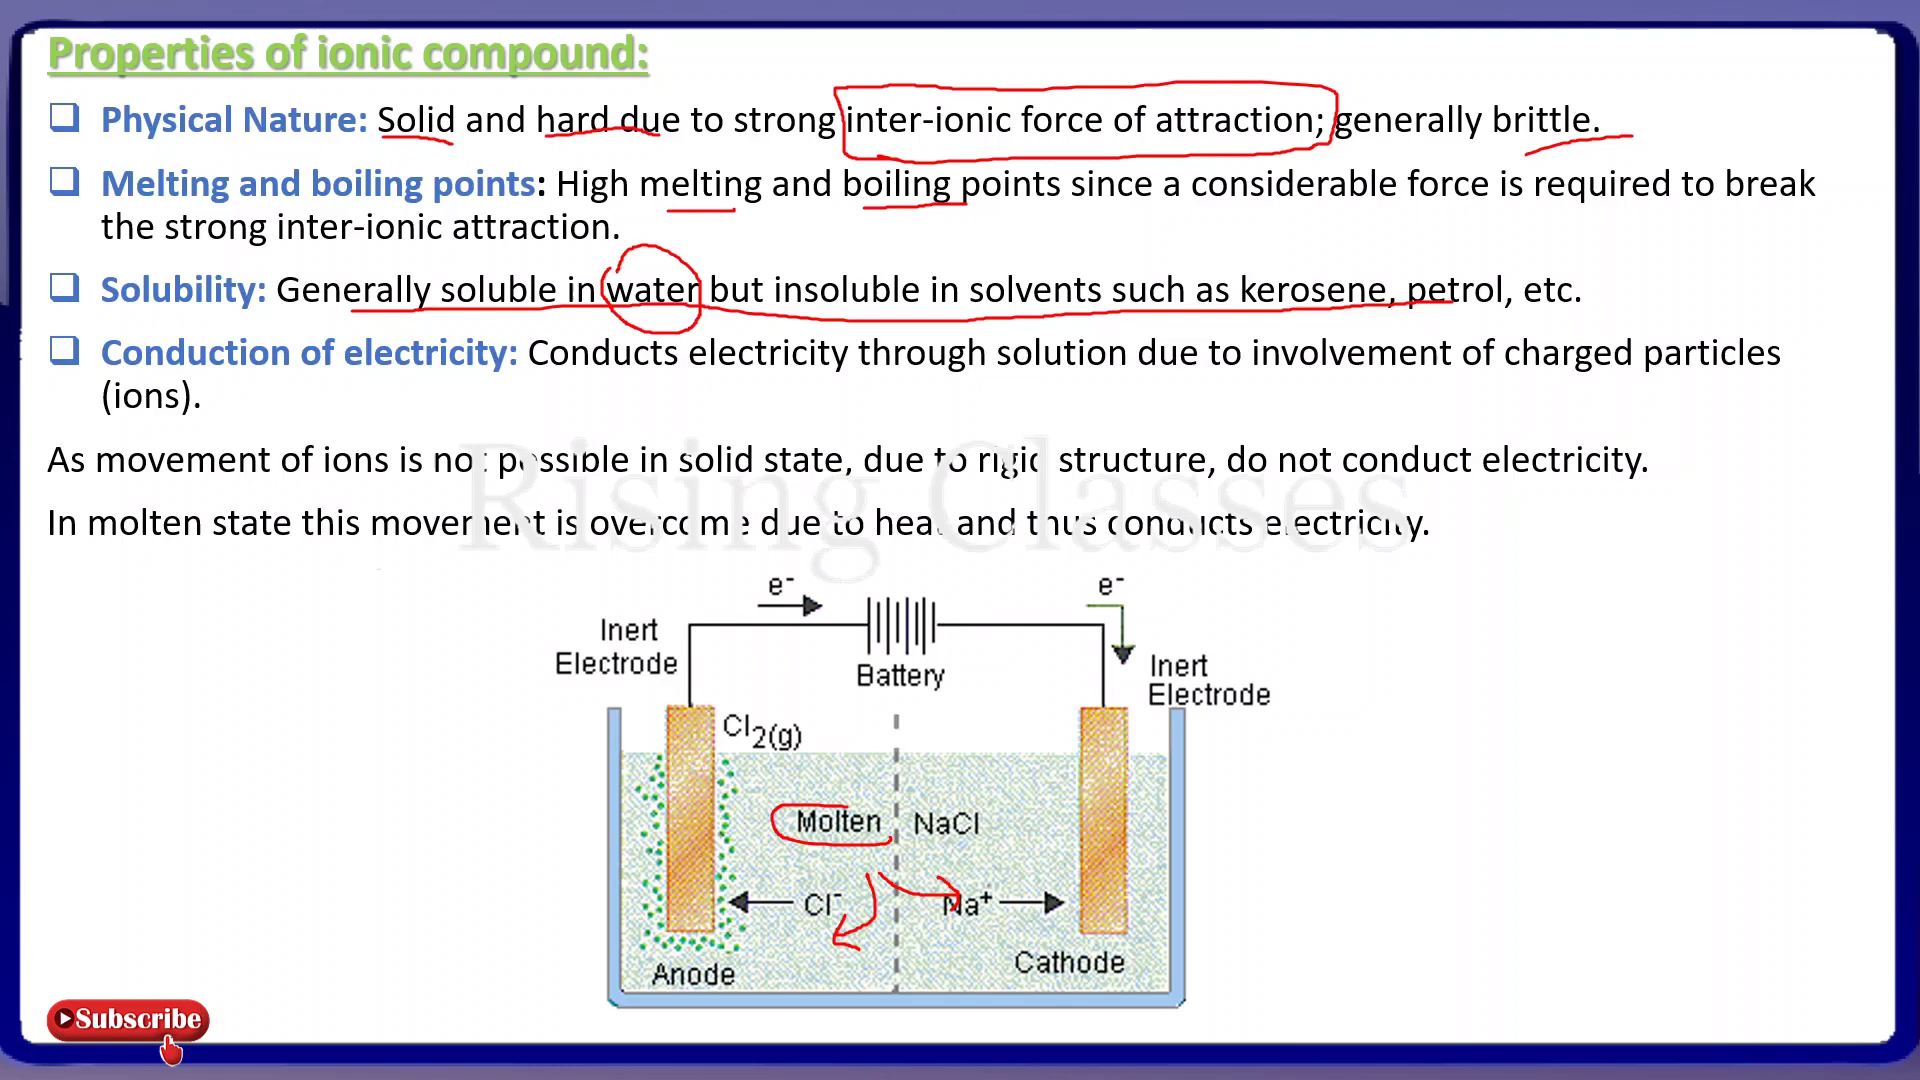 Properties of ionic compound:
❑ Physical Nature: Solid and hard due to strong inter-ionic force of attraction; generally brittle.
❑ Melting and boiling points: High melting and boiling points since a considerable force is required to break
the strong inter-ionic attraction.
❑ Solubility: Generally soluble in water but insoluble in solvents such as kerosene, petrol, etc.
❑ Conduction of electricity: Conducts electricity through solution due to involvement of charged particles
(ions).
As movement of ions is not possible in solid state, due to rigid structure, do not conduct electricity.
In molten state this movement is overcome due to heat and thus conducts electricity.
Rising Classes
e⁻ e⁻
Inert
Electrode
Battery
Inert
Electrode
Cl₂(g)
Molten NaCl
Cl⁻ Na⁺
Anode
Cathode
Subscribe